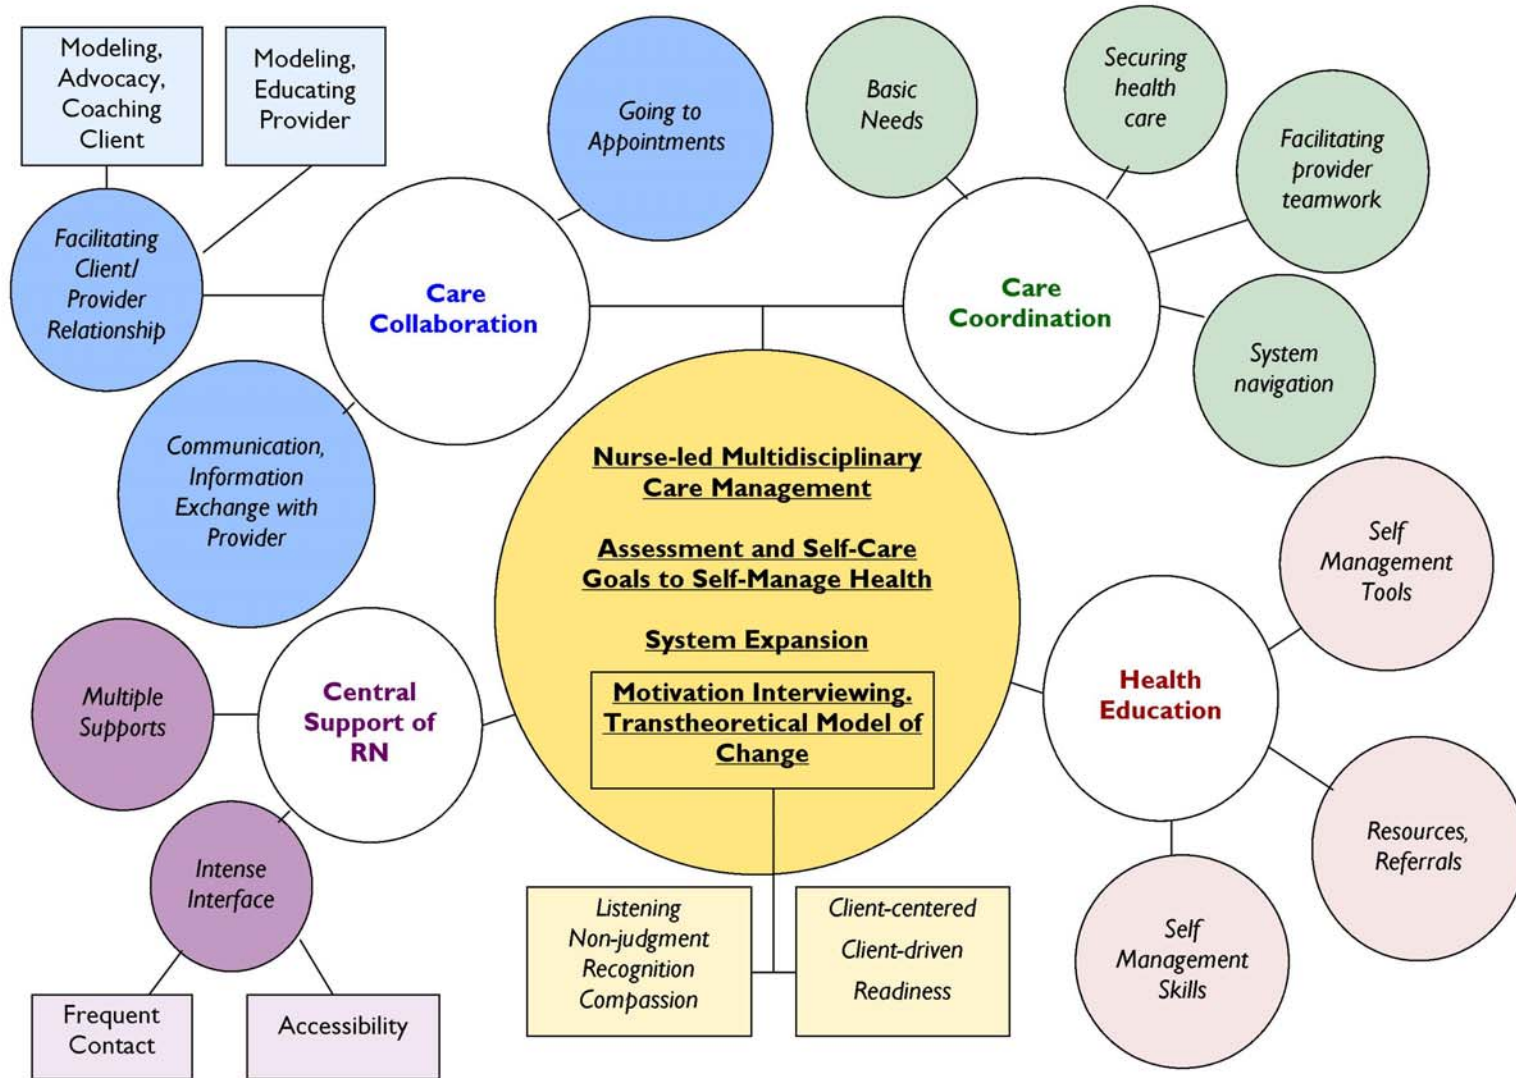 Modeling,
Advocacy,
Coaching
Client
Modeling,
Educating
Provider
Going to
Appointments
Basic
Needs
Securing
health
care
Facilitating
provider
teamwork
Facilitating
Client/
Provider
Relationship
Care
Collaboration
Care
Coordination
System
navigation
Communication,
Information
Exchange with
Provider
Nurse-led Multidisciplinary
Care Management
Assessment and Self-Care
Goals to Self-Manage Health
System Expansion
Motivation Interviewing.
Transtheoretical Model of
Change
Self
Management
Tools
Multiple
Supports
Central
Support of
RN
Health
Education
Resources,
Referrals
Intense
Interface
Listening
Non-judgment
Recognition
Compassion
Client-centered
Client-driven
Readiness
Self
Management
Skills
Frequent
Contact
Accessibility